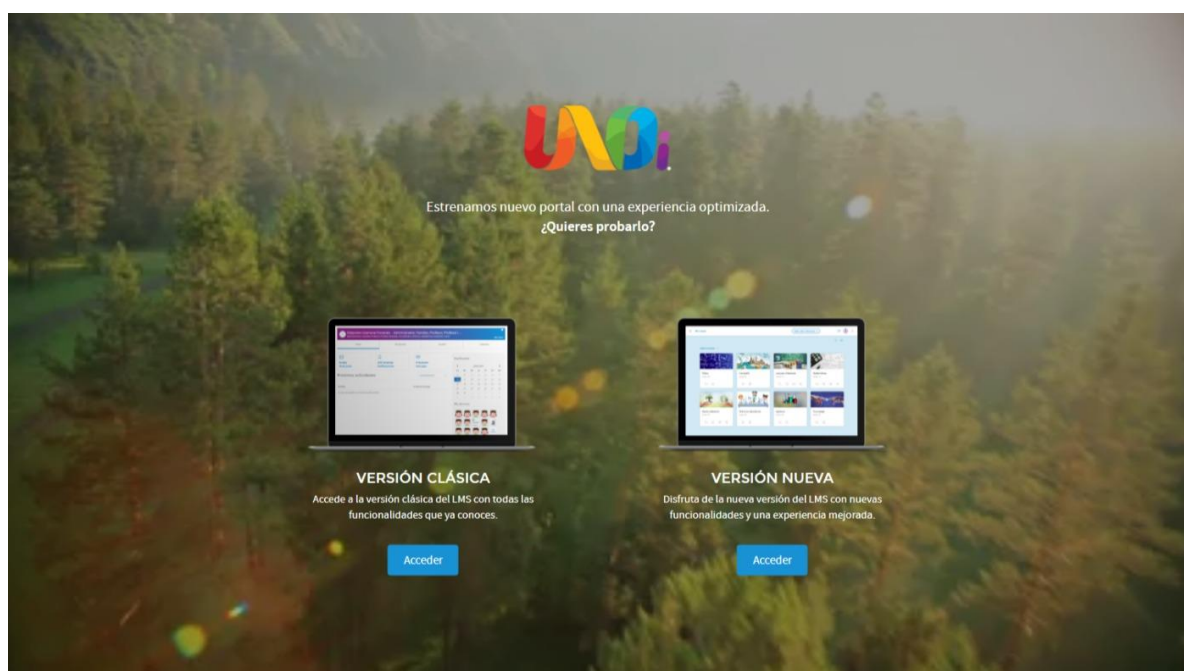 UNOi
Estrenamos nuevo portal con una experiencia optimizada.
¿Quieres probarlo?
VERSIÓN CLÁSICA
Accede a la versión clásica del LMS con todas las
funcionalidades que ya conoces.
Acceder
VERSIÓN NUEVA
Disfruta de la nueva versión del LMS con nuevas
funcionalidades y una experiencia mejorada.
Acceder